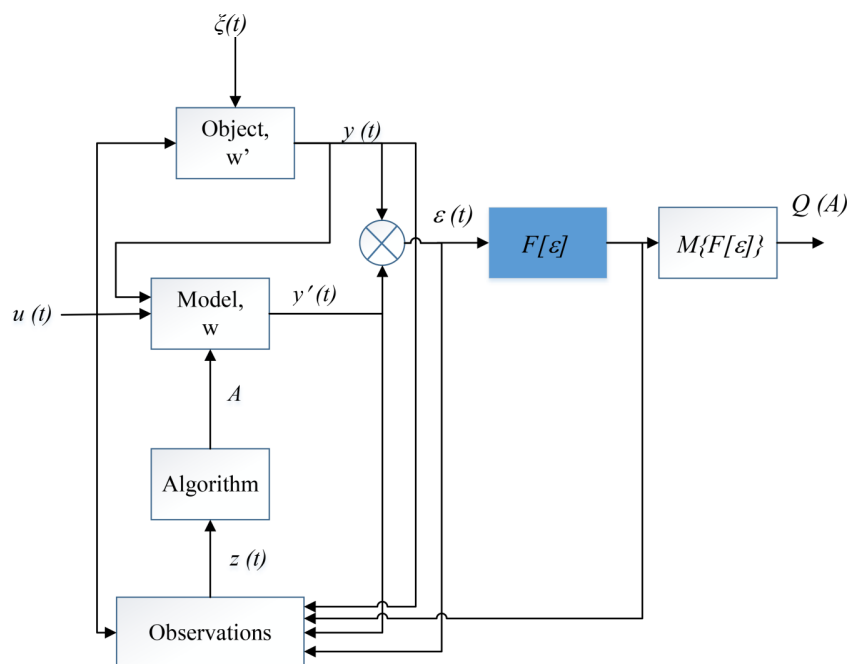 ξ(t)
Object,
w’
y (t)
ε (t)
F[ε]
M{F[ε]}
Q (A)
u (t)
Model,
w
y′ (t)
A
Algorithm
z (t)
Observations